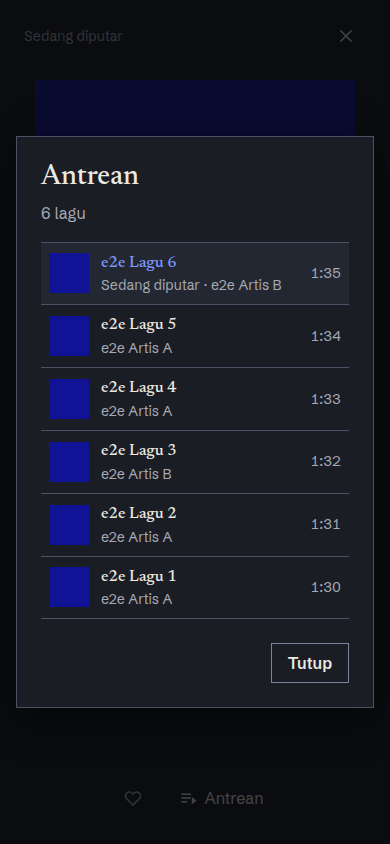 Sedang diputar
Antrean
6 lagu
e2e Lagu 6
Sedang diputar · e2e Artis B
1:35
e2e Lagu 5
e2e Artis A
1:34
e2e Lagu 4
e2e Artis A
1:33
e2e Lagu 3
e2e Artis B
1:32
e2e Lagu 2
e2e Artis A
1:31
e2e Lagu 1
e2e Artis A
1:30
Tutup
Antrean